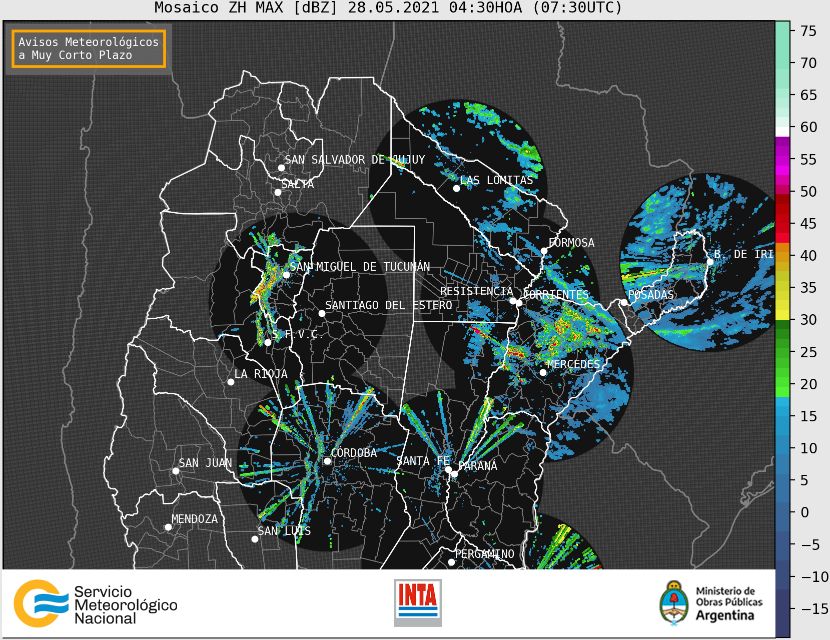 Mosaico ZH MAX [dBZ] 28.05.2021 04:30HOA (07:30UTC)
Avisos Meteorológicos
a Muy Corto Plazo
SAN SALVADOR DE JUJUY
SALTA
LAS LOMITAS
FORMOSA
B. DE IRI
SAN MIGUEL DE TUCUMÁN
RESISTENCIA
CORRIENTES
POSADAS
SANTIAGO DEL ESTERO
S.F.V.C
MERCEDES
LA RIOJA
CÓRDOBA
SANTA FE
PARANÁ
SAN JUAN
MENDOZA
SAN LUIS
PERGAMINO
75
70
65
60
55
50
45
40
35
30
25
20
15
10
5
0
−5
−10
−15
Servicio
Meteorológico
Nacional
INTA
Ministerio de
Obras Públicas
Argentina